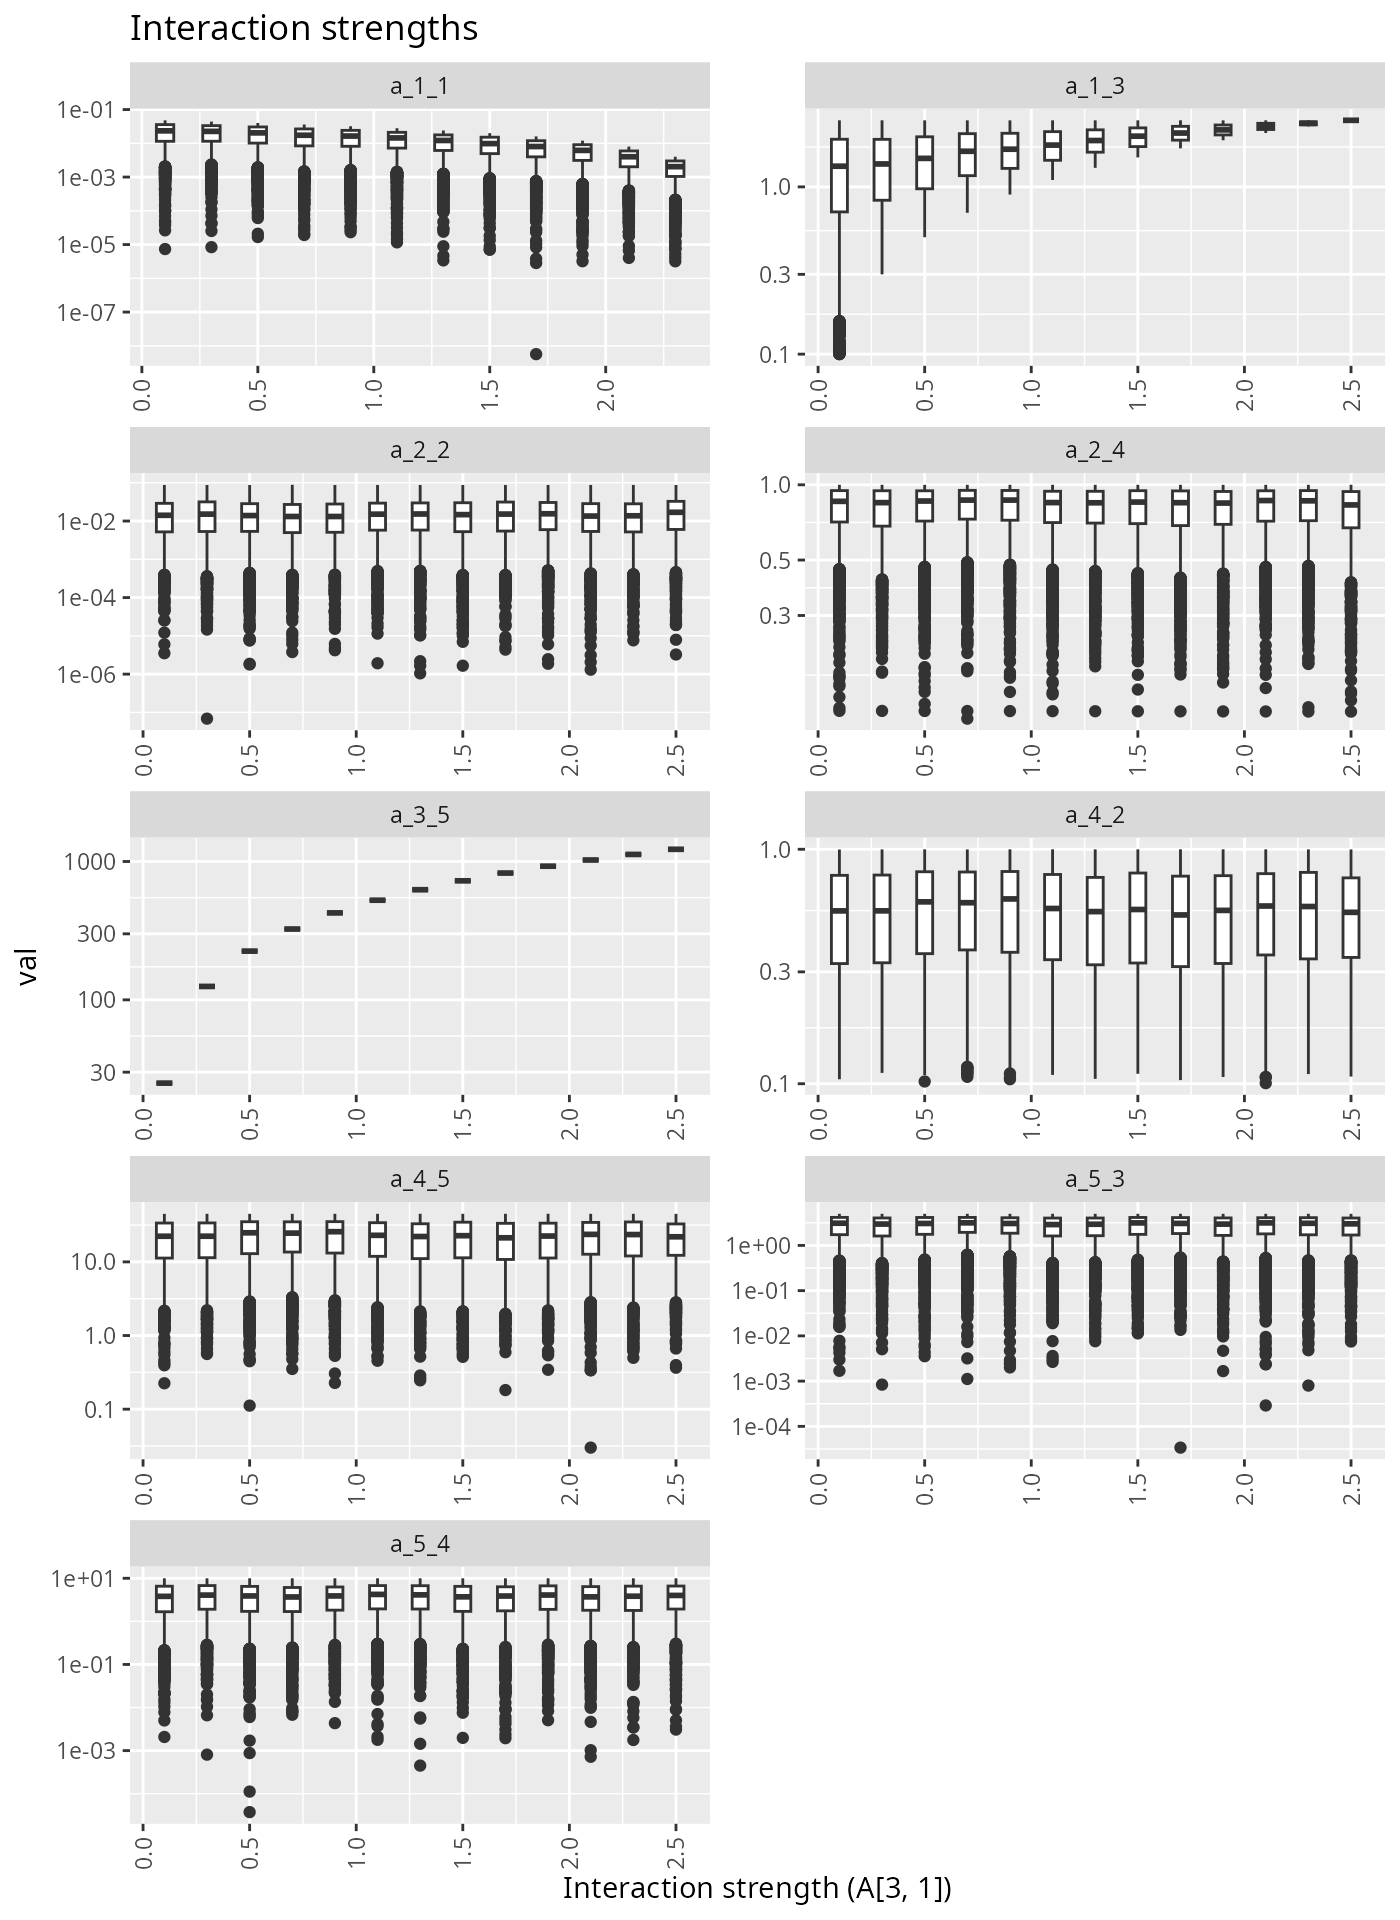 Interaction strengths
a_1_1
a_1_3
1e-01
1e-03
1e-05
1e-07
1.0
0.3
0.1
0.0 0.5 1.0 1.5 2.0
0.0 0.5 1.0 1.5 2.0 2.5
a_2_2
a_2_4
1e-02
1e-04
1e-06
1.0
0.5
0.3
0.0 0.5 1.0 1.5 2.0 2.5
0.0 0.5 1.0 1.5 2.0 2.5
a_3_5
a_4_2
1000
300
100
30
1.0
0.3
0.1
0.0 0.5 1.0 1.5 2.0 2.5
0.0 0.5 1.0 1.5 2.0 2.5
val
a_4_5
a_5_3
10.0
1.0
0.1
1e+00
1e-01
1e-02
1e-03
1e-04
0.0 0.5 1.0 1.5 2.0 2.5
0.0 0.5 1.0 1.5 2.0 2.5
a_5_4
1e+01
1e-01
1e-03
0.0 0.5 1.0 1.5 2.0 2.5
Interaction strength (A[3, 1])